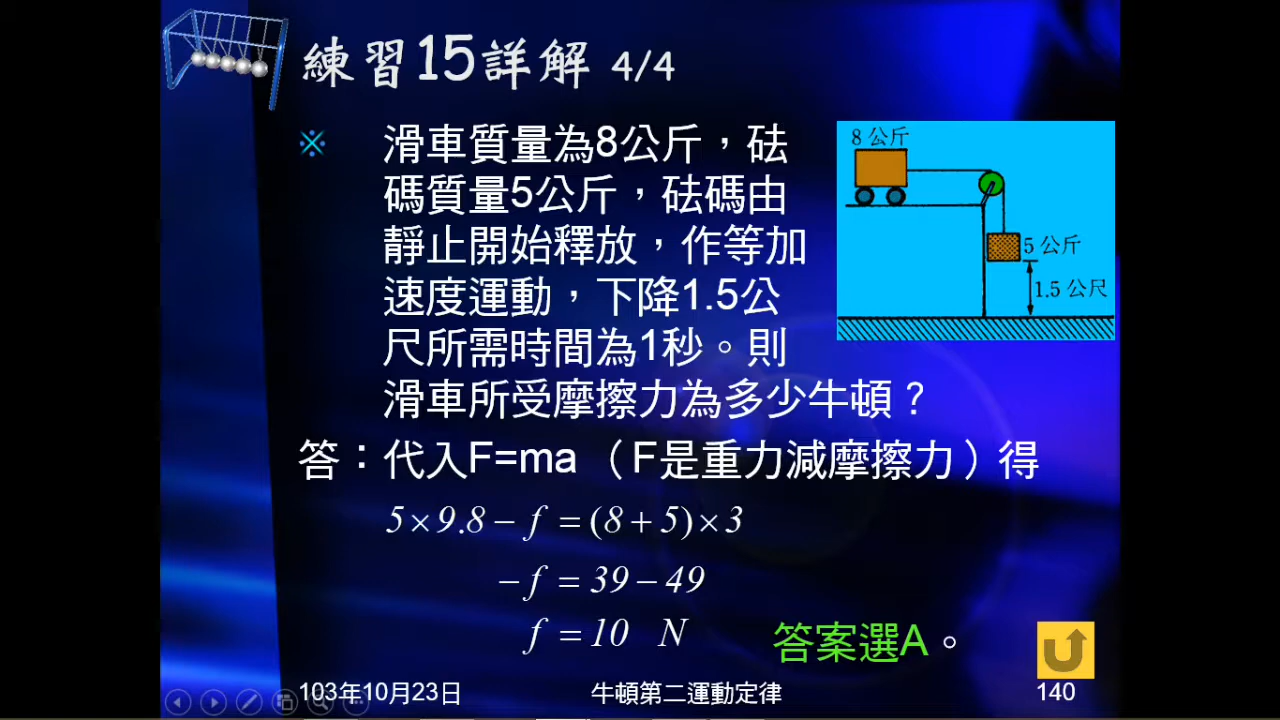 練習15詳解 4/4
※ 滑車質量為8公斤，砝
碼質量5公斤，砝碼由
靜止開始釋放，作等加
速度運動，下降1.5公
尺所需時間為1秒。則
滑車所受摩擦力為多少牛頓？
8 公斤
5 公斤
1.5 公尺
答：代入F=ma （F是重力減摩擦力）得
5×9.8－f ＝(8＋5)×3
－f ＝39－49
f ＝10 N
答案選A。
103年10月23日
牛頓第二運動定律
140